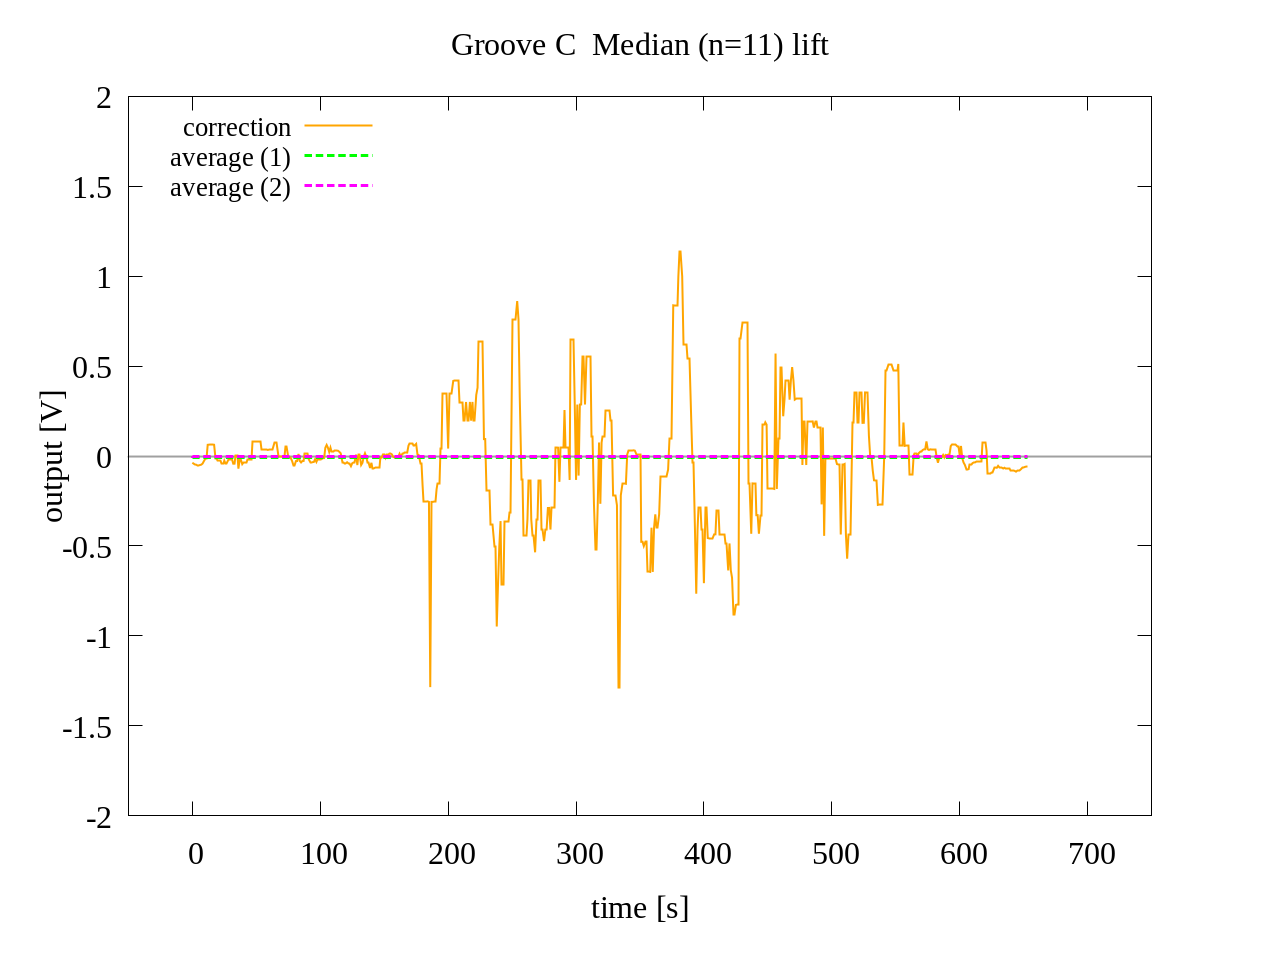 Groove C  Median (n=11) lift
2
1.5
1
0.5
0
-0.5
-1
-1.5
-2
correction
average (1)
average (2)
output [V]
0 100 200 300 400 500 600 700
time [s]